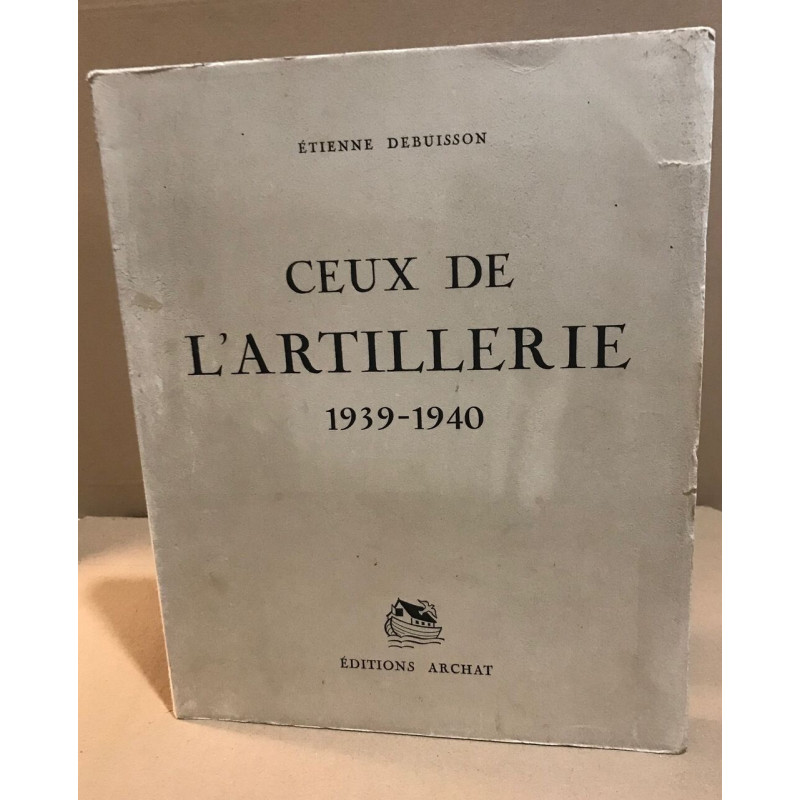 ÉTIENNE DEBUISSON
CEUX DE
L'ARTILLERIE
1939-1940
ÉDITIONS ARCHAT